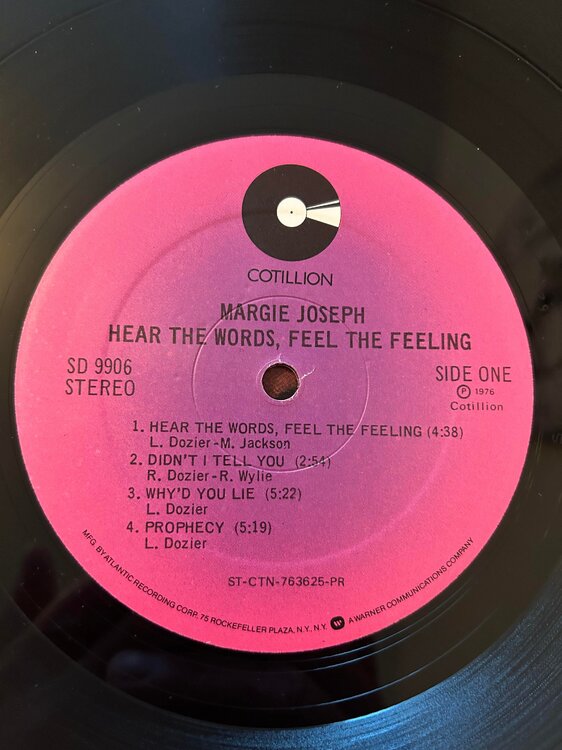 COTILLION
MARGIE JOSEPH
HEAR THE WORDS, FEEL THE FEELING
SD 9906
STEREO
SIDE ONE
Ⓟ 1976
Cotillion
1. HEAR THE WORDS, FEEL THE FEELING (4:38)
L. Dozier-M. Jackson
2. DIDN'T I TELL YOU (2:54)
R. Dozier-R. Wylie
3. WHY'D YOU LIE (5:22)
L. Dozier
4. PROPHECY (5:19)
L. Dozier
ST-CTN-763625-PR
MFG. BY ATLANTIC RECORDING CORP. 75 ROCKEFELLER PLAZA, N.Y., N.Y. W A WARNER COMMUNICATIONS COMPANY